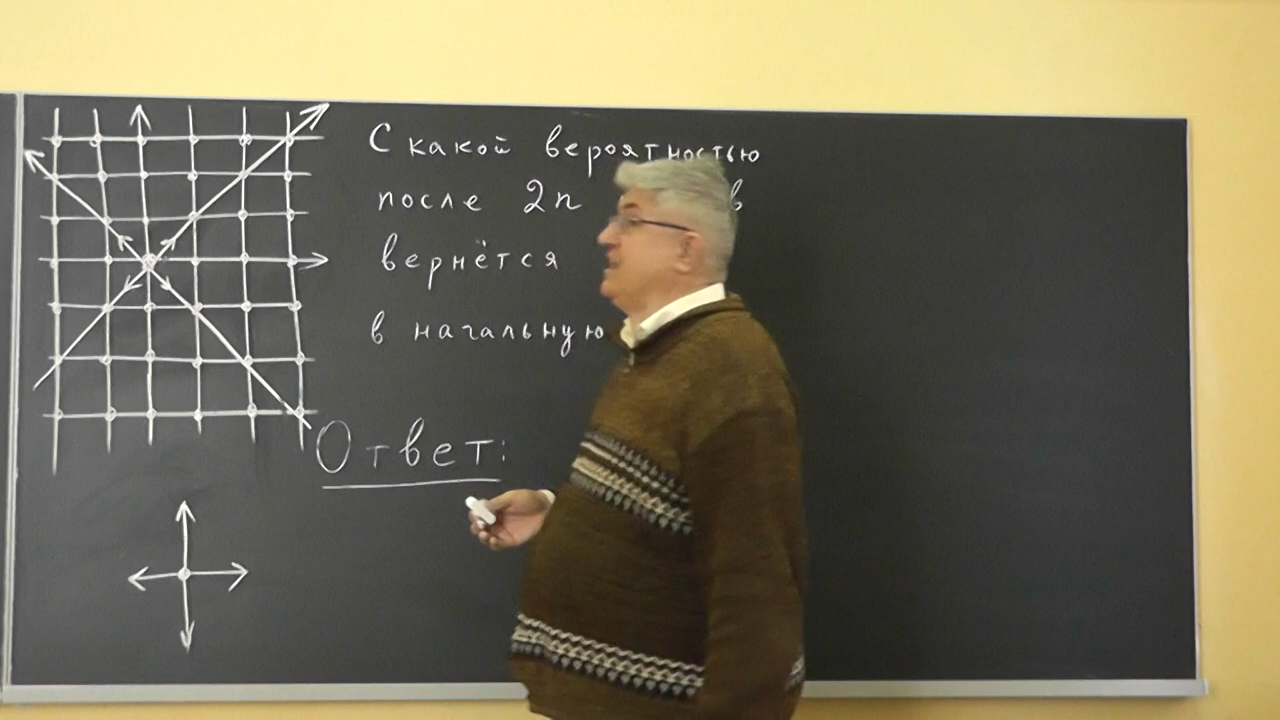 С какой вероятностью
после 2n
вернётся
в начальную
Ответ: